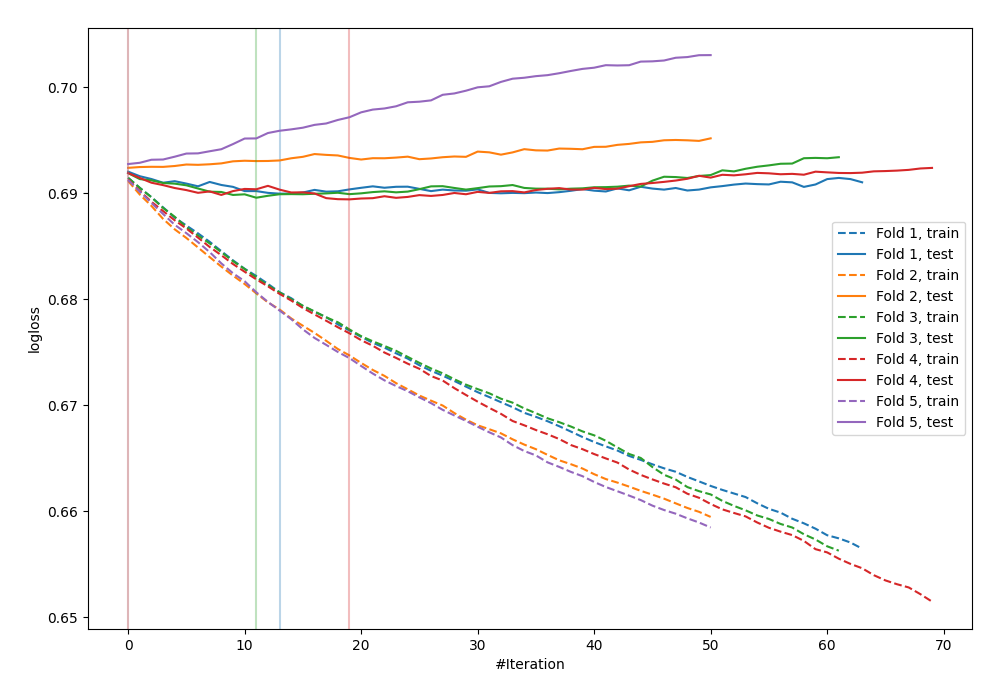 0.70
0.69
0.68
0.67
0.66
0.65
logloss
0
10
20
30
40
50
60
70
#Iteration
Fold 1, train
Fold 1, test
Fold 2, train
Fold 2, test
Fold 3, train
Fold 3, test
Fold 4, train
Fold 4, test
Fold 5, train
Fold 5, test